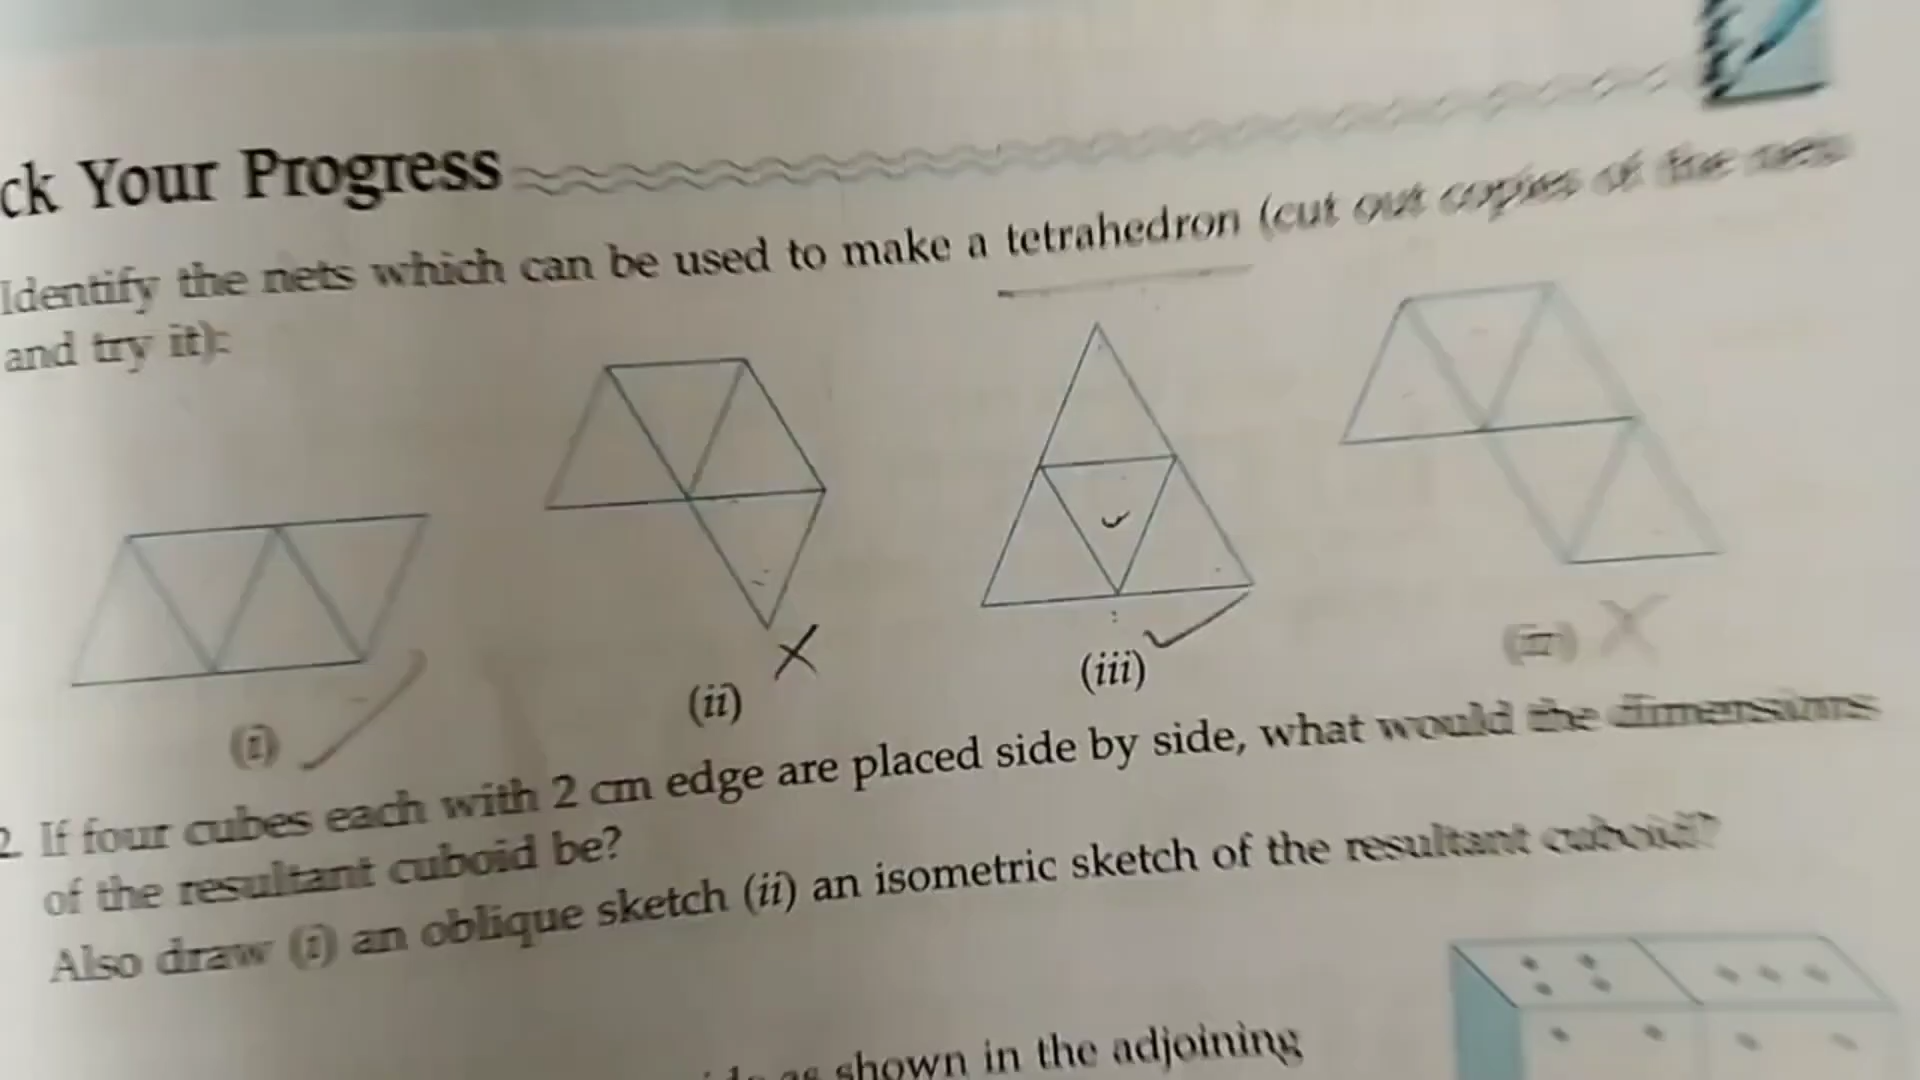 ck Your Progress
Identify the nets which can be used to make a tetrahedron (cut out copies of the nets
and try it):
(i)
(ii)
(iii)
(iv)
2. If four cubes each with 2 cm edge are placed side by side, what would the dimensions
of the resultant cuboid be?
Also draw (i) an oblique sketch (ii) an isometric sketch of the resultant cuboid?
as shown in the adjoining